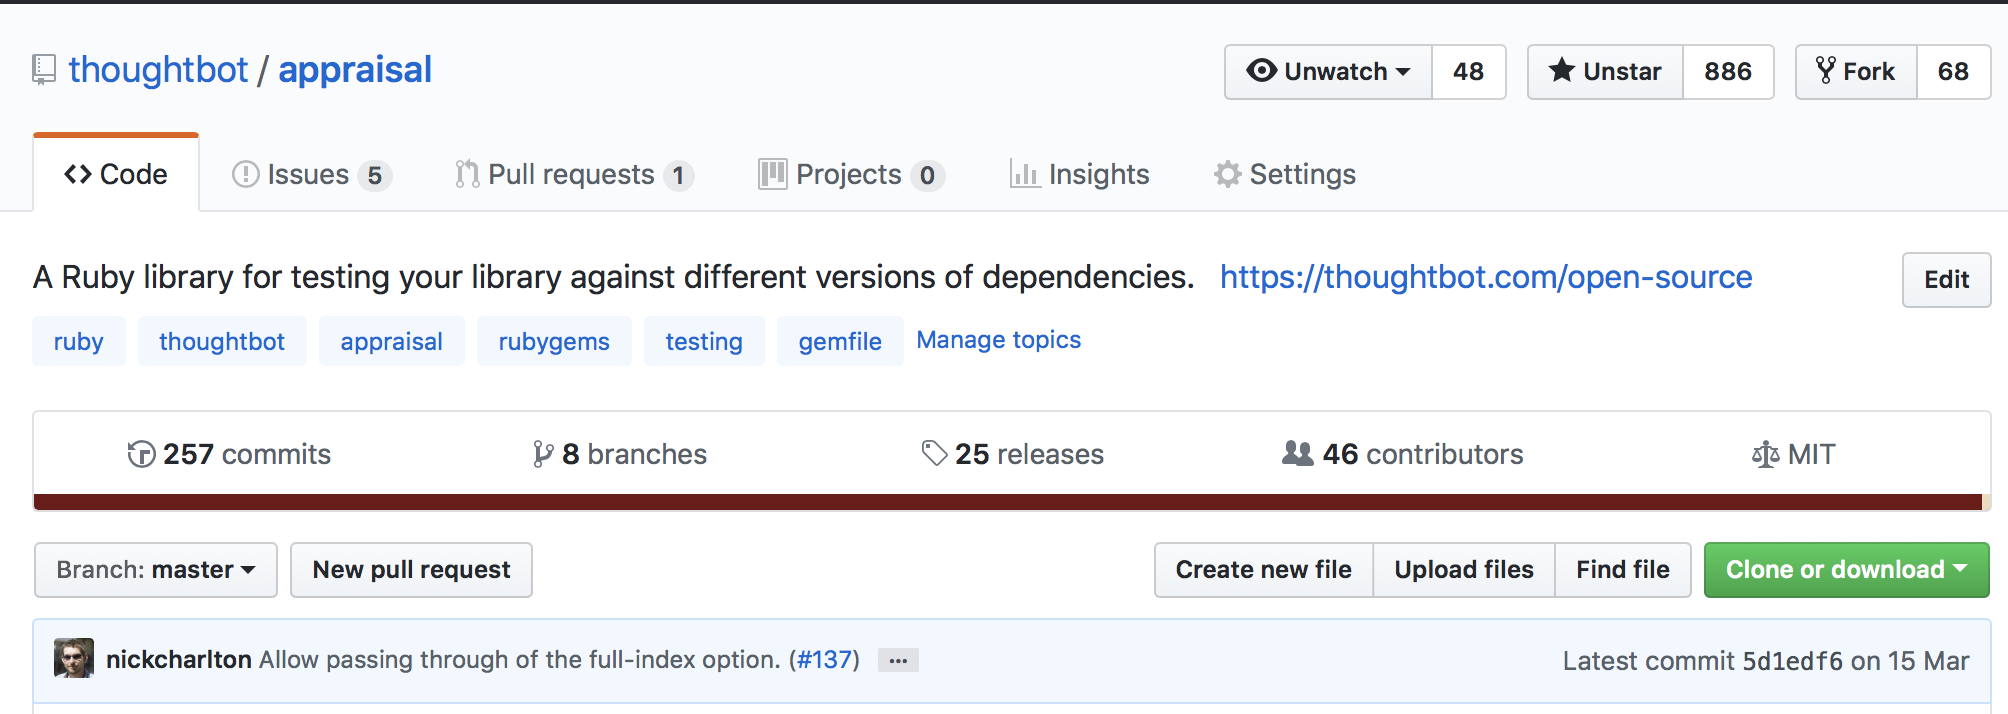 thoughtbot / appraisal
Unwatch 48 Unstar 886 Fork 68
Code Issues 5 Pull requests 1 Projects 0 Insights Settings
A Ruby library for testing your library against different versions of dependencies. https://thoughtbot.com/open-source Edit
ruby thoughtbot appraisal rubygems testing gemfile Manage topics
257 commits 8 branches 25 releases 46 contributors MIT
Branch: master New pull request Create new file Upload files Find file Clone or download
nickcharlton Allow passing through of the full-index option. (#137) ... Latest commit 5d1edf6 on 15 Mar